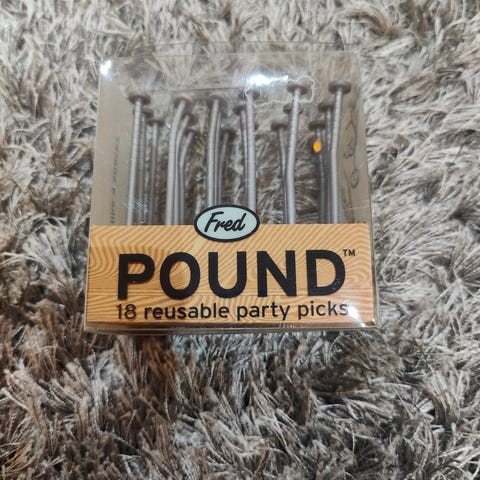 Fred
POUND™
18 reusable party picks